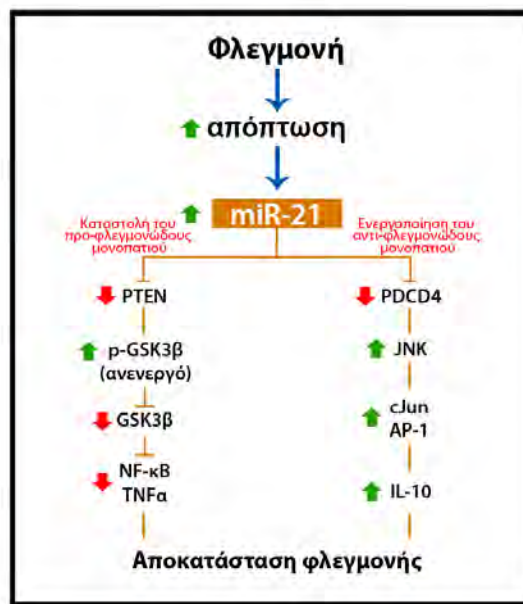 Φλεγμονή
απόπτωση
miR-21
Καταστολή του
προ-φλεγμονώδους
μονοπατιού
Ενεργοποίηση του
αντι-φλεγμονώδους
μονοπατιού
PTEN
p-GSK3β
(ανενεργό)
GSK3β
NF-κB
TNFα
PDCD4
JNK
cJun
AP-1
IL-10
Αποκατάσταση φλεγμονής